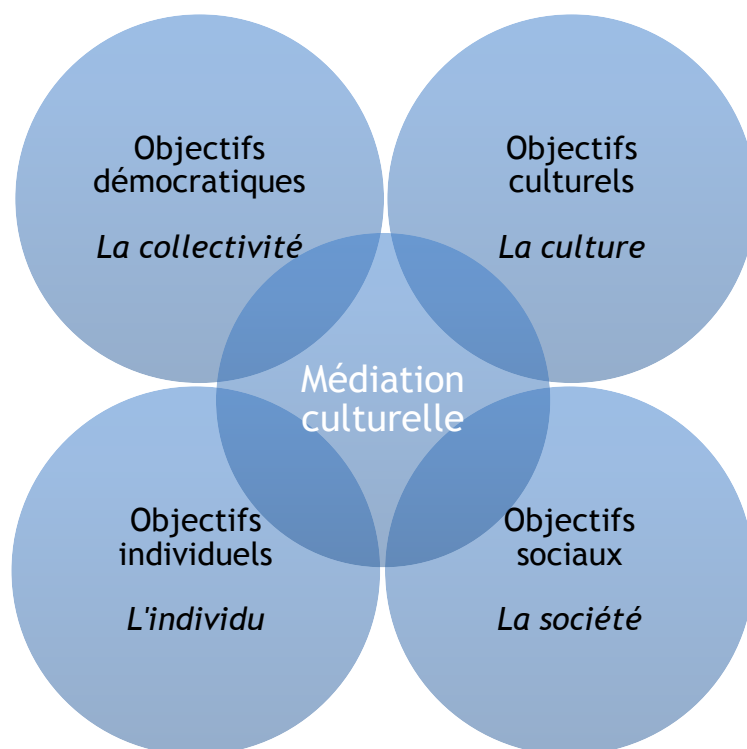 Objectifs
démocratiques
La collectivité
Objectifs
culturels
La culture
Médiation
culturelle
Objectifs
individuels
L'individu
Objectifs
sociaux
La société